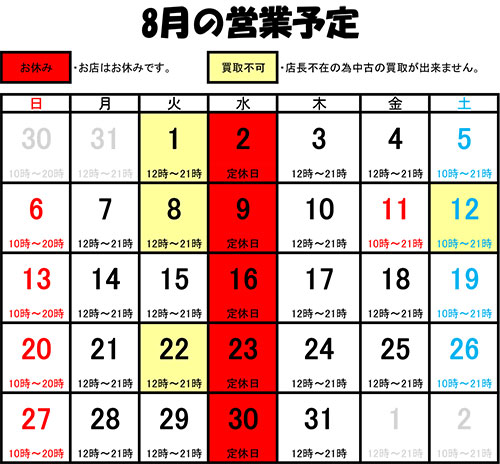 8月の営業予定
お休み ・お店はお休みです。 買取不可 ・店長不在の為中古の買取が出来ません。
日 月 火 水 木 金 土
30 31 1 2 3 4 5
10時～20時 12時～21時 12時～21時 定休日 12時～21時 12時～21時 10時～21時
6 7 8 9 10 11 12
10時～20時 12時～21時 12時～21時 定休日 12時～21時 10時～21時 10時～21時
13 14 15 16 17 18 19
10時～20時 12時～21時 12時～21時 定休日 12時～21時 12時～21時 10時～21時
20 21 22 23 24 25 26
10時～20時 12時～21時 12時～21時 定休日 12時～21時 12時～21時 10時～21時
27 28 29 30 31 1 2
10時～20時 12時～21時 12時～21時 定休日 12時～21時 12時～21時 10時～21時